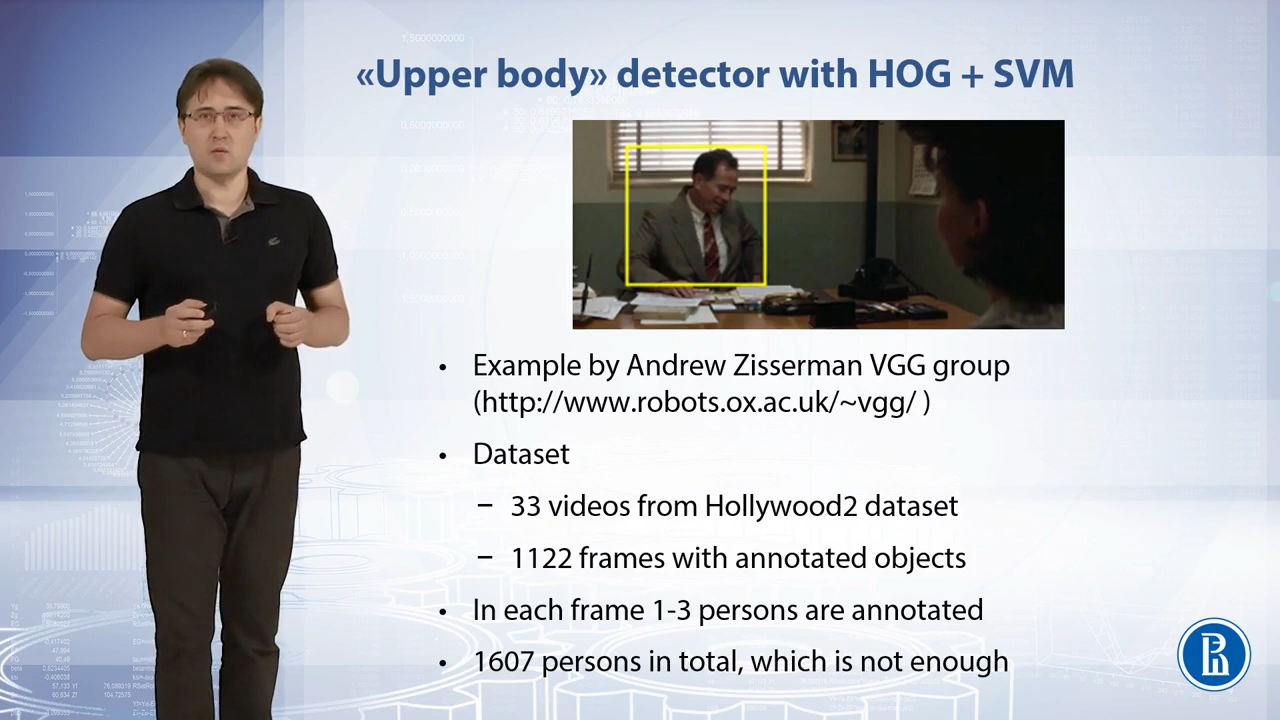 «Upper body» detector with HOG + SVM
• Example by Andrew Zisserman VGG group
(http://www.robots.ox.ac.uk/~vgg/ )
• Dataset
– 33 videos from Hollywood2 dataset
– 1122 frames with annotated objects
• In each frame 1-3 persons are annotated
• 1607 persons in total, which is not enough